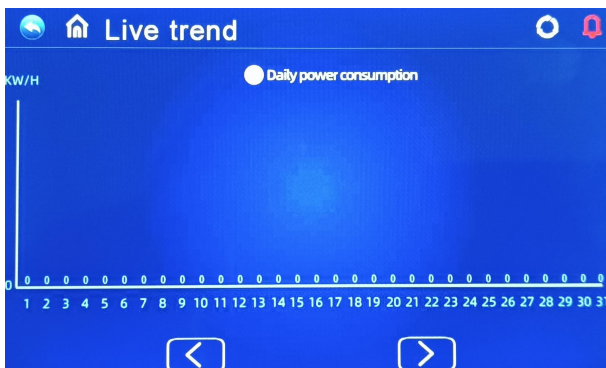 Live trend
Daily power consumption
KW/H
0 0 0 0 0 0 0 0 0 0 0 0 0 0 0 0 0 0 0 0 0 0 0 0 0 0 0 0 0 0 0
0
1 2 3 4 5 6 7 8 9 10 11 12 13 14 15 16 17 18 19 20 21 22 23 24 25 26 27 28 29 30 31